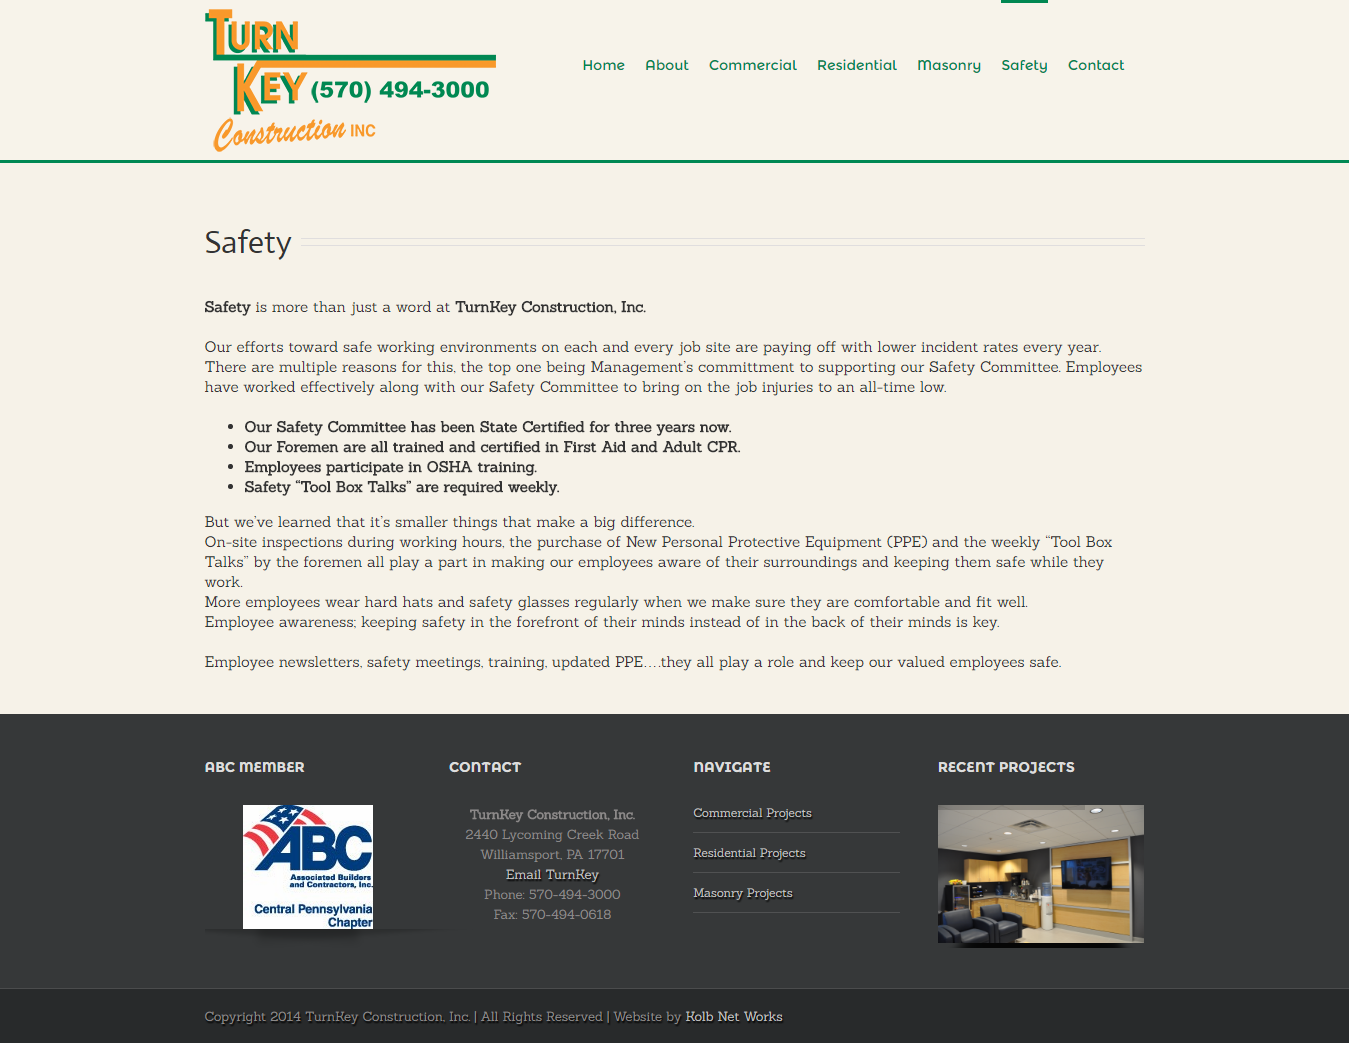 TURN
KEY (570) 494-3000
Construction INC
Home About Commercial Residential Masonry Safety Contact
Safety
Safety is more than just a word at TurnKey Construction, Inc.
Our efforts toward safe working environments on each and every job site are paying off with lower incident rates every year.
There are multiple reasons for this, the top one being Management's committment to supporting our Safety Committee. Employees
have worked effectively along with our Safety Committee to bring on the job injuries to an all-time low.
• Our Safety Committee has been State Certified for three years now.
• Our Foremen are all trained and certified in First Aid and Adult CPR.
• Employees participate in OSHA training.
• Safety “Tool Box Talks” are required weekly.
But we've learned that it's smaller things that make a big difference.
On-site inspections during working hours, the purchase of New Personal Protective Equipment (PPE) and the weekly “Tool Box
Talks” by the foremen all play a part in making our employees aware of their surroundings and keeping them safe while they
work.
More employees wear hard hats and safety glasses regularly when we make sure they are comfortable and fit well.
Employee awareness; keeping safety in the forefront of their minds instead of in the back of their minds is key.
Employee newsletters, safety meetings, training, updated PPE….they all play a role and keep our valued employees safe.
ABC MEMBER
ABC
Associated Builders
and Contractors, Inc.
Central Pennsylvania
Chapter
CONTACT
TurnKey Construction, Inc.
2440 Lycoming Creek Road
Williamsport, PA 17701
Email TurnKey
Phone: 570-494-3000
Fax: 570-494-0618
NAVIGATE
Commercial Projects
Residential Projects
Masonry Projects
RECENT PROJECTS
Copyright 2014 TurnKey Construction, Inc. | All Rights Reserved | Website by Kolb Net Works